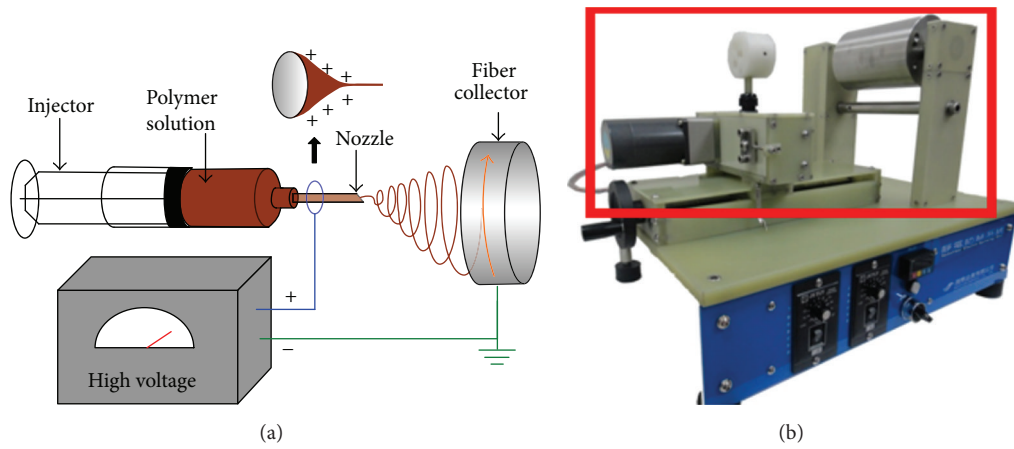 Injector
Polymer
solution
Nozzle
Fiber
collector
+ + + + + + +
+
−
High voltage
(a)
(b)